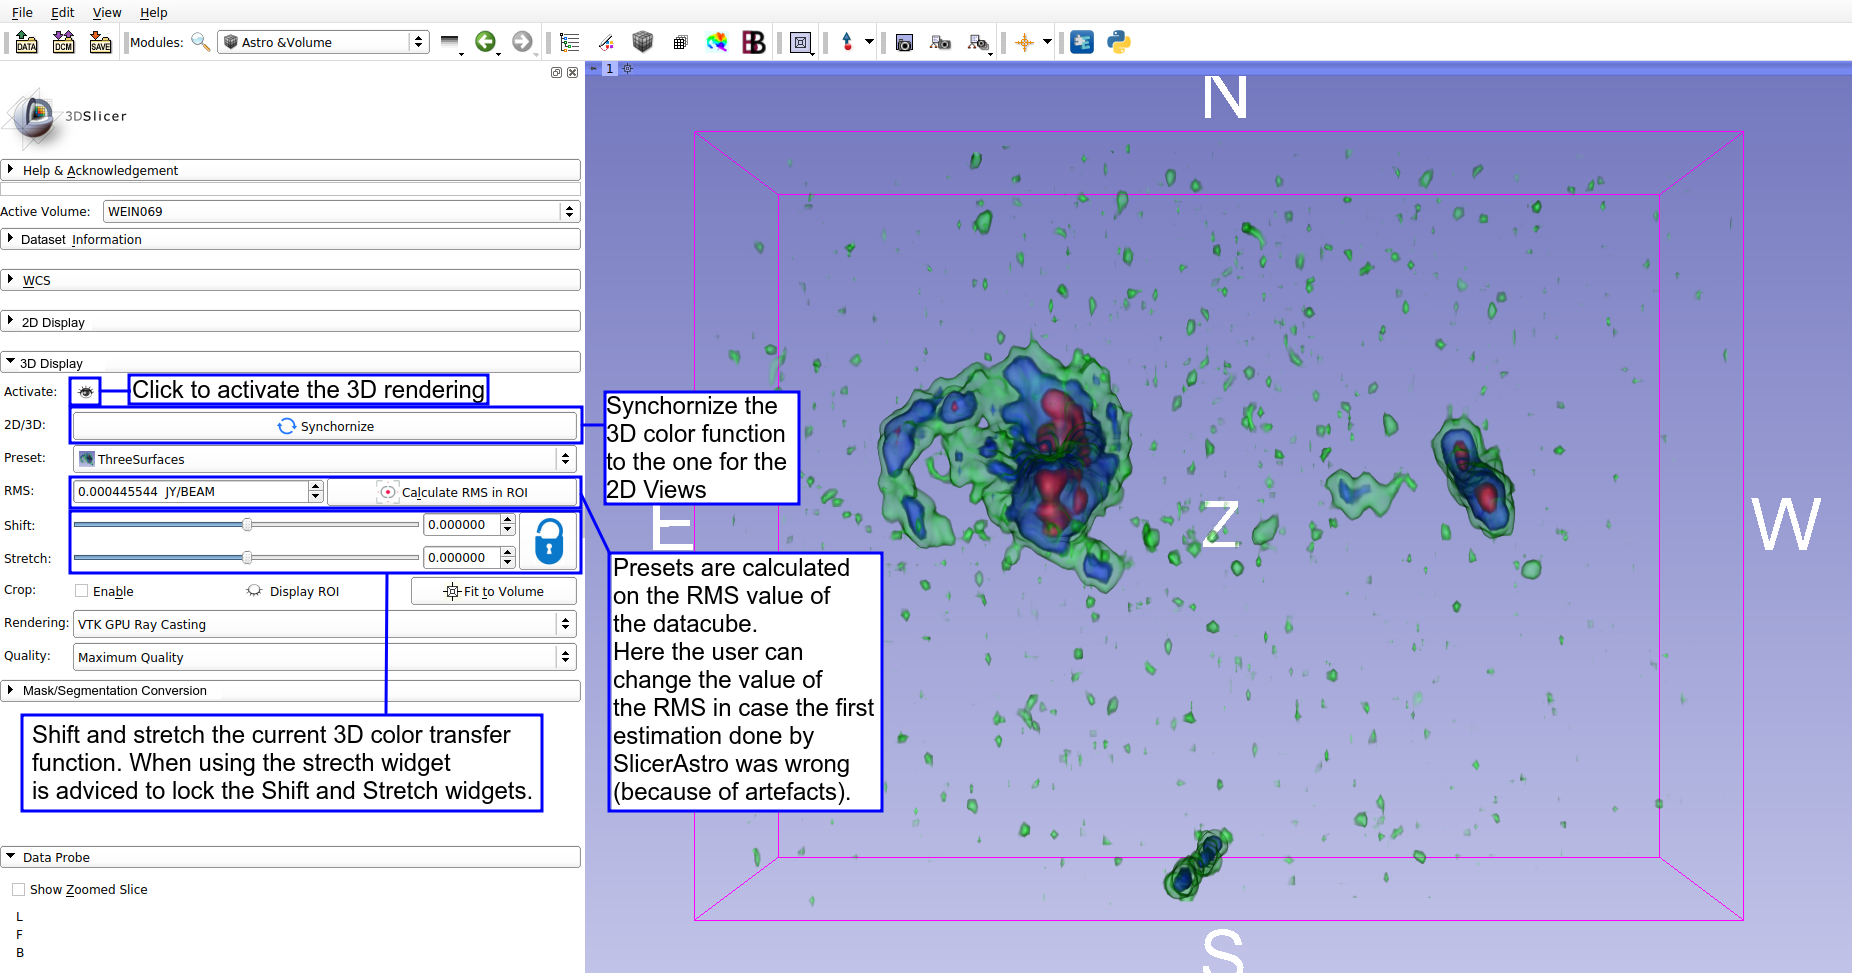 File Edit View Help
DATA DCM SAVE Modules: Astro &Volume
1
3DSlicer
Help & Acknowledgement
Active Volume: WEIN069
Dataset Information
WCS
2D Display
3D Display
Activate: Click to activate the 3D rendering
2D/3D: Synchornize
Preset: ThreeSurfaces
RMS: 0.000445544 JY/BEAM Calculate RMS in ROI
Shift: 0.000000
Stretch: 0.000000
Crop: Enable Display ROI Fit to Volume
Rendering: VTK GPU Ray Casting
Quality: Maximum Quality
Mask/Segmentation Conversion
Shift and stretch the current 3D color transfer
function. When using the strecth widget
is adviced to lock the Shift and Stretch widgets.
Data Probe
Show Zoomed Slice
L
F
B
Synchornize the
3D color function
to the one for the
2D Views
Presets are calculated
on the RMS value of
the datacube.
Here the user can
change the value of
the RMS in case the first
estimation done by
SlicerAstro was wrong
(because of artefacts).
N
E
Z
W
S